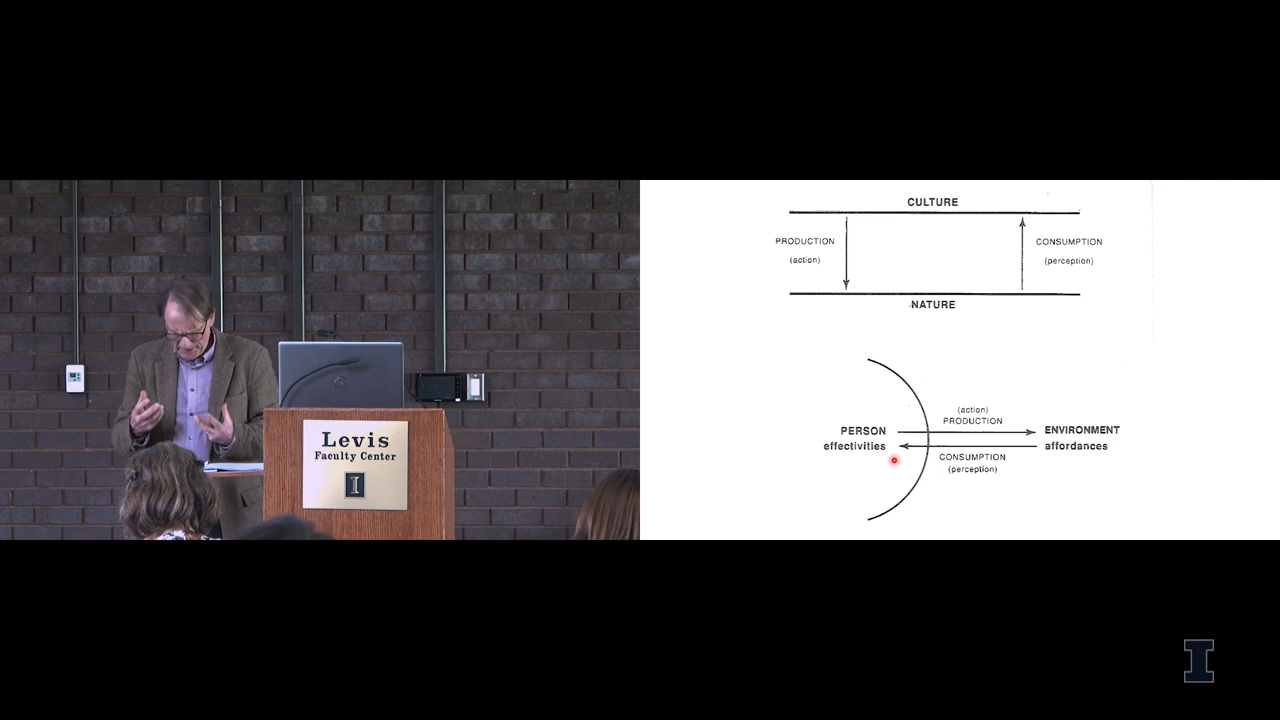 Levis
Faculty Center
I
CULTURE
PRODUCTION
(action)
CONSUMPTION
(perception)
NATURE
(action)
PRODUCTION
PERSON
effectivities
ENVIRONMENT
affordances
CONSUMPTION
(perception)
I